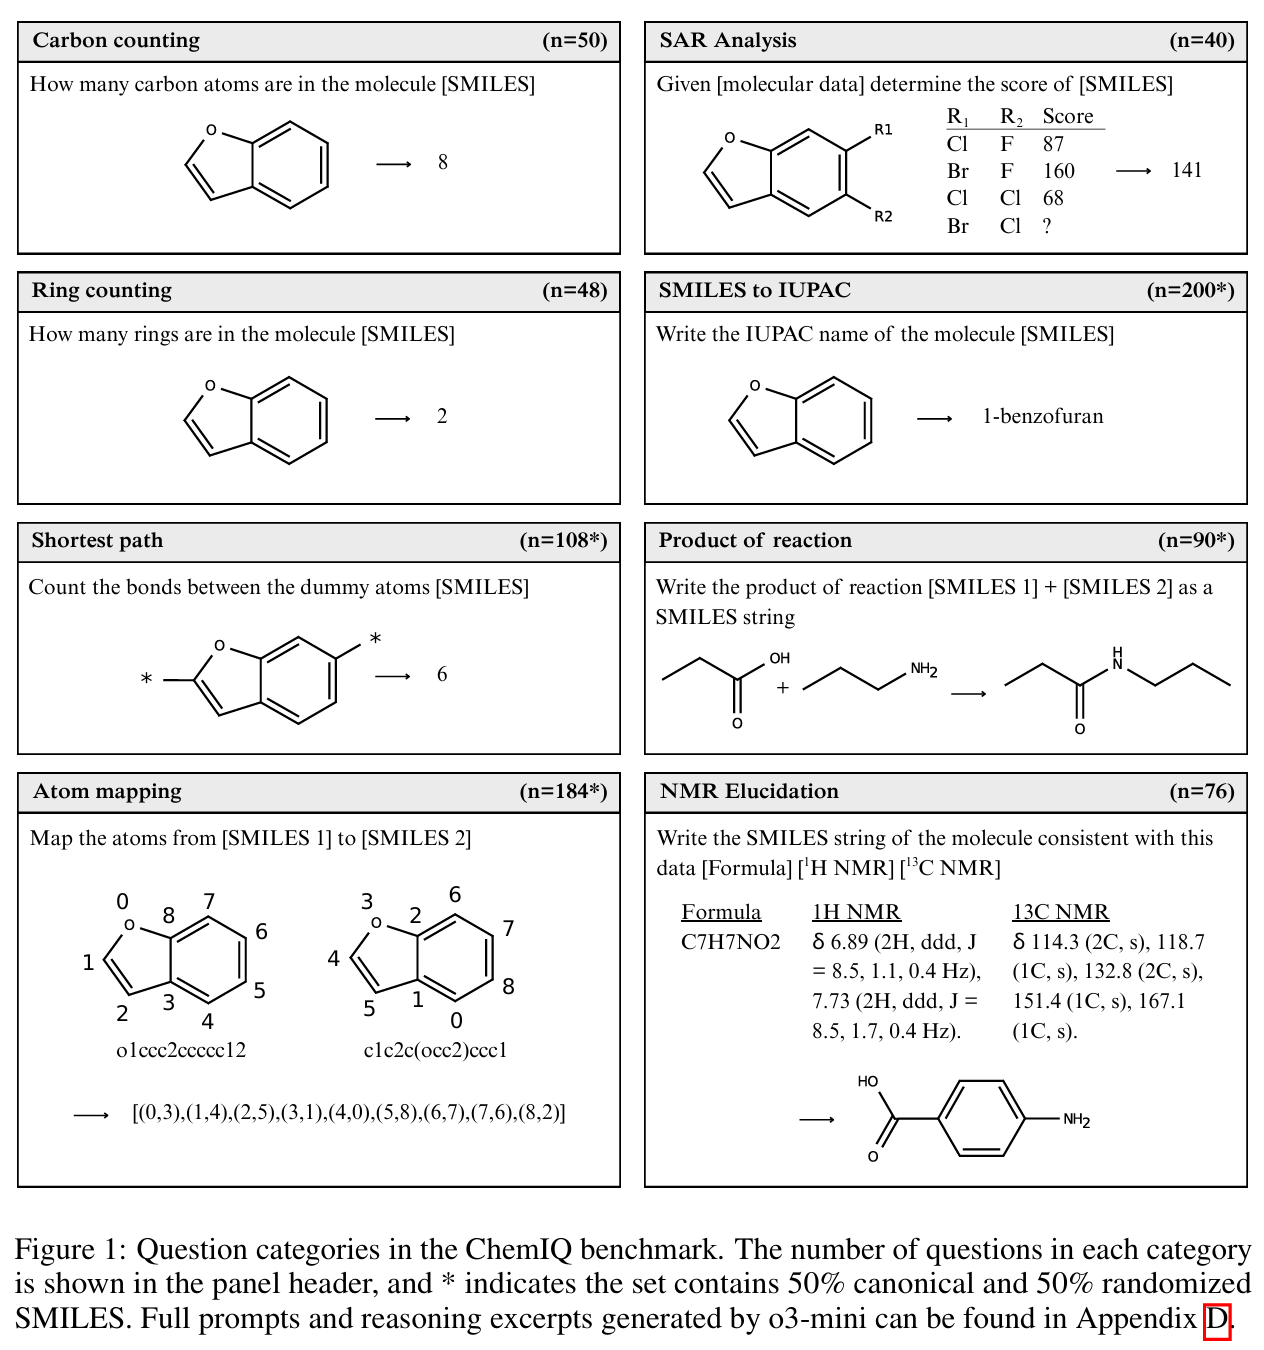 Carbon counting (n=50)
How many carbon atoms are in the molecule [SMILES]
O
8
SAR Analysis (n=40)
Given [molecular data] determine the score of [SMILES]
O
R1
R2
R₁ R₂ Score
Cl F 87
Br F 160
Cl Cl 68
Br Cl ?
→ 141
Ring counting (n=48)
How many rings are in the molecule [SMILES]
O
→ 2
SMILES to IUPAC (n=200*)
Write the IUPAC name of the molecule [SMILES]
O
→ 1-benzofuran
Shortest path (n=108*)
Count the bonds between the dummy atoms [SMILES]
* O *
→ 6
Product of reaction (n=90*)
Write the product of reaction [SMILES 1] + [SMILES 2] as a
SMILES string
OH
O
+
NH₂
→
H
N
O
Atom mapping (n=184*)
Map the atoms from [SMILES 1] to [SMILES 2]
0 7
O 8 6
1
2 3 5
4
o1ccc2ccccc12
3 6
O 2 7
4
5 1 8
0
c1c2c(occ2)ccc1
→ [(0,3),(1,4),(2,5),(3,1),(4,0),(5,8),(6,7),(7,6),(8,2)]
NMR Elucidation (n=76)
Write the SMILES string of the molecule consistent with this
data [Formula] [¹H NMR] [¹³C NMR]
Formula
C7H7NO2
1H NMR
δ 6.89 (2H, ddd, J
= 8.5, 1.1, 0.4 Hz),
7.73 (2H, ddd, J =
8.5, 1.7, 0.4 Hz).
13C NMR
δ 114.3 (2C, s), 118.7
(1C, s), 132.8 (2C, s),
151.4 (1C, s), 167.1
(1C, s).
→
HO
O
NH₂
Figure 1: Question categories in the ChemIQ benchmark. The number of questions in each category
is shown in the panel header, and * indicates the set contains 50% canonical and 50% randomized
SMILES. Full prompts and reasoning excerpts generated by o3-mini can be found in Appendix D.